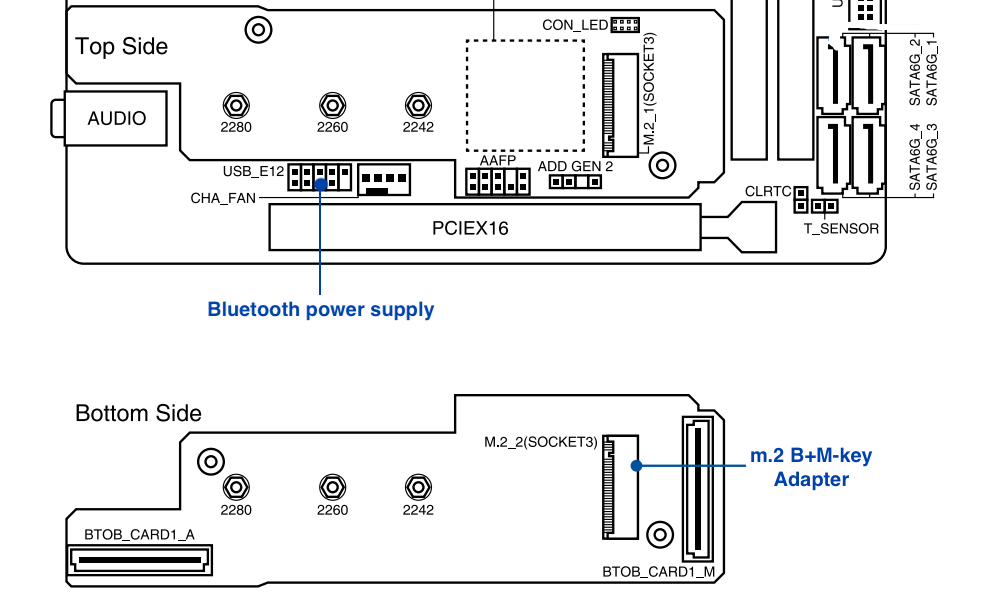 CON_LED
Top Side
M.2_1(SOCKET3)
SATA6G_2
SATA6G_1
AUDIO
2280
2260
2242
SATA6G_4
SATA6G_3
USB_E12
AAFP
ADD GEN 2
CHA_FAN
CLRTC
T_SENSOR
PCIEX16
Bluetooth power supply
Bottom Side
M.2_2(SOCKET3)
m.2 B+M-key
Adapter
2280
2260
2242
BTOB_CARD1_A
BTOB_CARD1_M